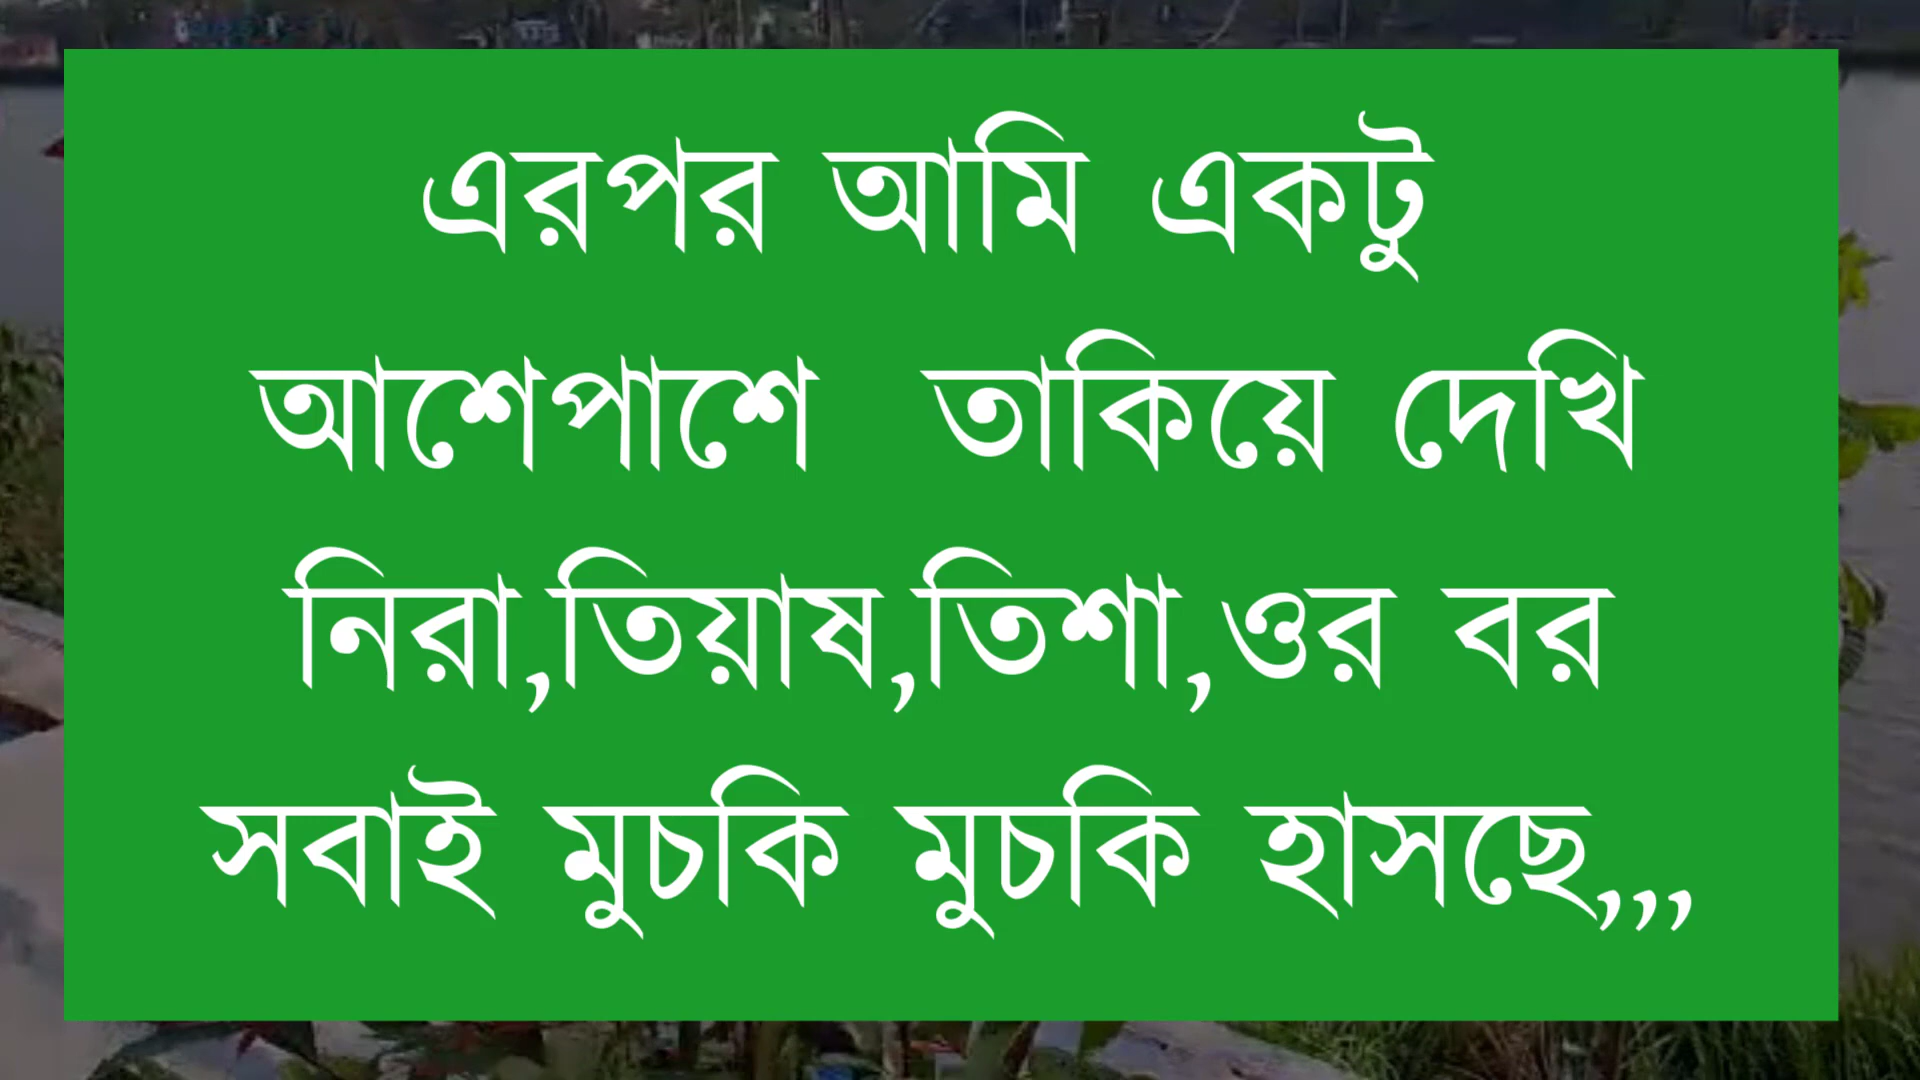 এরপর আমি একটু
আশেপাশে তাকিয়ে দেখি
নিরা,তিয়াষ,তিশা,ওর বর
সবাই মুচকি মুচকি হাসছে,,,